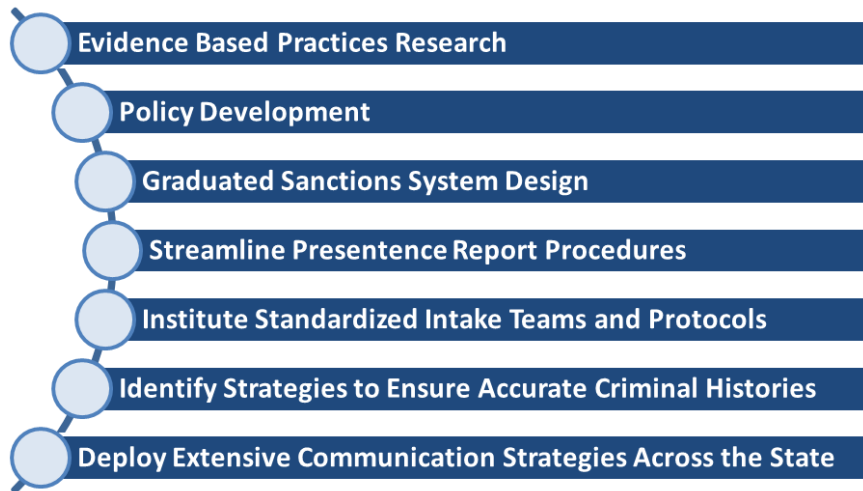 Evidence Based Practices Research
Policy Development
Graduated Sanctions System Design
Streamline Presentence Report Procedures
Institute Standardized Intake Teams and Protocols
Identify Strategies to Ensure Accurate Criminal Histories
Deploy Extensive Communication Strategies Across the State